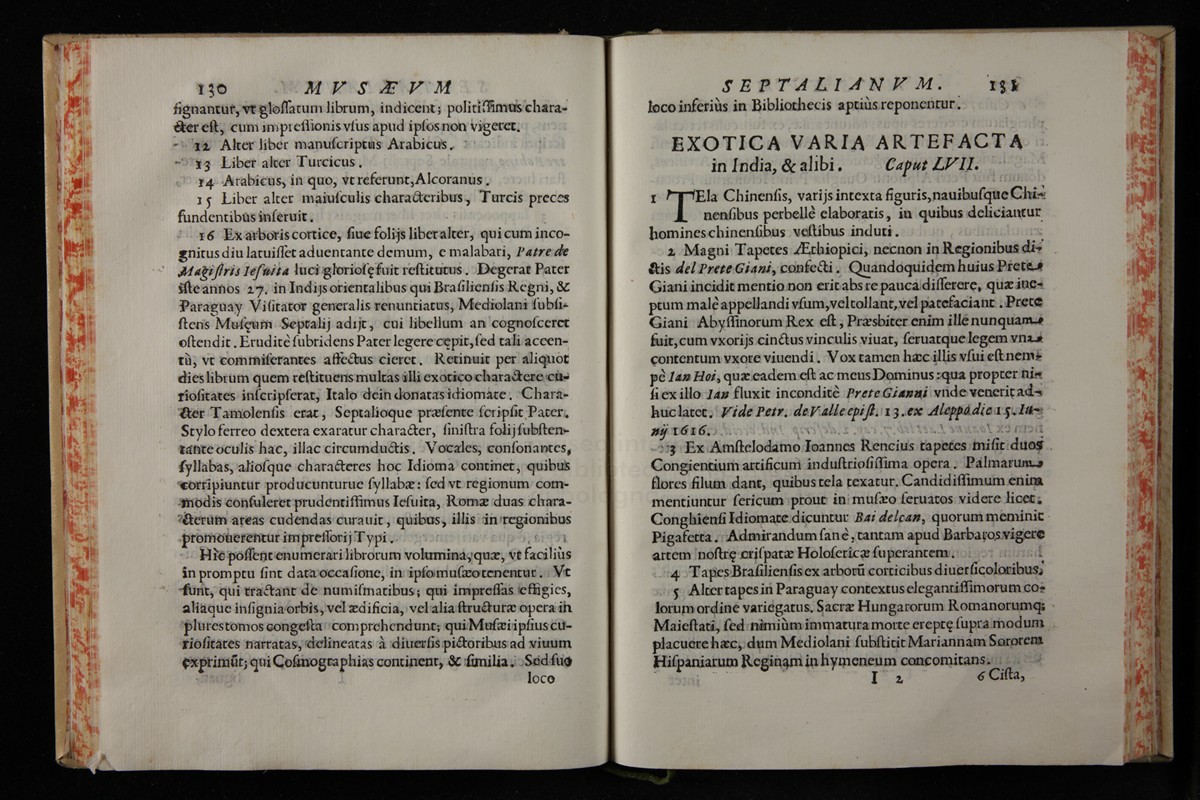 130 MVSÆVM
ſignantur, vt gloſſatum librum, indicent; politiſſimus chara-
cter eſt, cum impreſſionis vſus apud ipſos non vigeret.
12 Alter liber manuſcriptus Arabicus.
13 Liber alter Turcicus.
14 Arabicus, in quo, vt referunt, Alcoranus.
15 Liber alter maiuſculis characteribus, Turcis preces
fundentibus inſeruit.
16 Ex arboris cortice, ſiue folijs liber alter, qui cum inco-
gnitus diu latuiſſet aduentante demum, e malabari, Patre de
Magiſtris Ieſuita luci glorioſę fuit reſtitutus. Degerat Pater
iſte annos 27. in Indijs orientalibus qui Braſilienſis Regni, &
Paraguay Viſitator generalis renuntiatus, Mediolani ſubſi-
ſtens Muſęum Septalij adijt, cui libellum an cognoſceret
oſtendit. Eruditè ſubridens Pater legere cępit, ſed tali accen-
tù, vt commiſerantes affectus cieret. Retinuit per aliquot
dies librum quem reſtituens multas illi exotico charactere cu-
rioſitates inſcripſerat, Italo dein donatas idiomate. Chara-
cter Tamolenſis erat, Septalioque præſente ſcripſit Pater.
Stylo ferreo dextera exaratur character, ſiniſtra folij ſubſten-
tante oculis hac, illac circumductis. Vocales, conſonantes,
ſyllabas, alioſque characteres hoc Idioma continet, quibus
corripiuntur producunturue ſyllabæ: ſed vt regionum com-
modis conſuleret prudentiſſimus Ieſuita, Romæ duas chara-
cterum areas cudendas curauit, quibus, illis in regionibus
promouerentur impreſſorij Typi.
Hic poſſent enumerari librorum volumina, quæ, vt faciliùs
in promptu ſint data occaſione, in ipſo muſæo tenentur. Vt
ſunt, qui tractant de numiſmatibus; qui impreſſas effigies,
aliaque inſignia orbis, vel ædificia, vel alia ſtructuræ opera in
plures tomos congeſta comprehendunt; qui Muſæi ipſius cu-
rioſitates narratas, delineatas à diuerſis pictoribus ad viuum
exprimũt; qui Coſmographias continent, & ſimilia. Sed ſuo
loco
SEPTALIANVM. 131
loco inferiùs in Bibliothecis aptiùs reponentur.
EXOTICA VARIA ARTEFACTA
in India, & alibi. Caput LVII.
1 TEla Chinenſis, varijs intexta figuris, nauibuſque Chi-
nenſibus perbellè elaboratis, in quibus deliciantur
homines chinenſibus veſtibus induti.
2 Magni Tapetes Æthiopici, necnon in Regionibus di-
ctis del Prete Giani, confecti. Quandoquidem huius Prete
Giani incidit mentio non erit abs re pauca diſſerere, quæ ine-
ptum malè appellandi vſum, vel tollant, vel patefaciant. Prete
Giani Abyſſinorum Rex eſt, Præsbiter enim ille nunquam
fuit, cum vxorijs cinctus vinculis viuat, ſeruatque legem vna
contentum vxore viuendi. Vox tamen hæc illis vſui eſt nem-
pè Ian Hoi, quæ eadem eſt ac meus Dominus: qua propter ni-
ſi ex illo Ian fluxit inconditè Prete Gianni vnde venerit ad-
huc latet. Vide Petr. de Valle epiſt. 13. ex Aleppo die 15. Iu-
nij 1616.
3 Ex Amſtelodamo Ioannes Rencius tapetes miſit duos
Congientium artificum induſtrioſiſſima opera. Palmarum
flores filum dant, quibus tela texatur. Candidiſſimum enim
mentiuntur ſericum prout in muſæo ſeruatos videre licet.
Conghienſi Idiomate dicuntur Bai delcan, quorum meminit
Pigafetta. Admirandum ſanè, tantam apud Barbaros vigere
artem noſtrę criſpatæ Holoſericæ ſuperantem.
4 Tapes Braſilienſis ex arborũ corticibus diuerſicoloribus.
5 Alter tapes in Paraguay contextus elegantiſſimorum co-
lorum ordine variegatus. Sacræ Hungarorum Romanorumq;
Maieſtati, ſed nimiùm immatura morte ereptę ſupra modum
placuere hæc, dum Mediolani ſubſtitit Mariannam Sororem
Hiſpaniarum Reginam in hymeneum concomitans.
I 2 6 Ciſta,